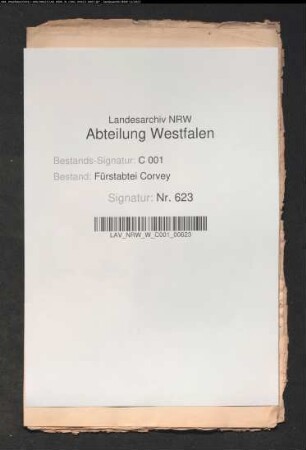 Landesarchiv NRW
Abteilung Westfalen
Bestands-Signatur: C 001
Bestand: Fürstabtei Corvey
Signatur: Nr. 623
LAV_NRW_W_C001_00623